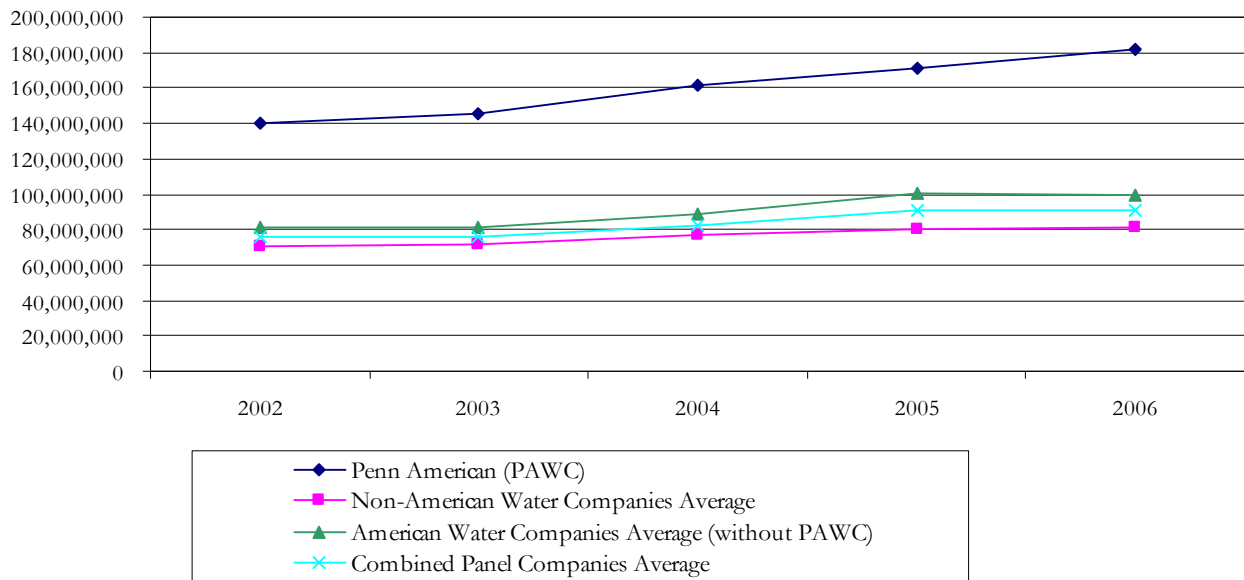 200,000,000
180,000,000
160,000,000
140,000,000
120,000,000
100,000,000
80,000,000
60,000,000
40,000,000
20,000,000
0
2002 2003 2004 2005 2006
Penn American (PAWC)
Non-American Water Companies Average
American Water Companies Average (without PAWC)
Combined Panel Companies Average